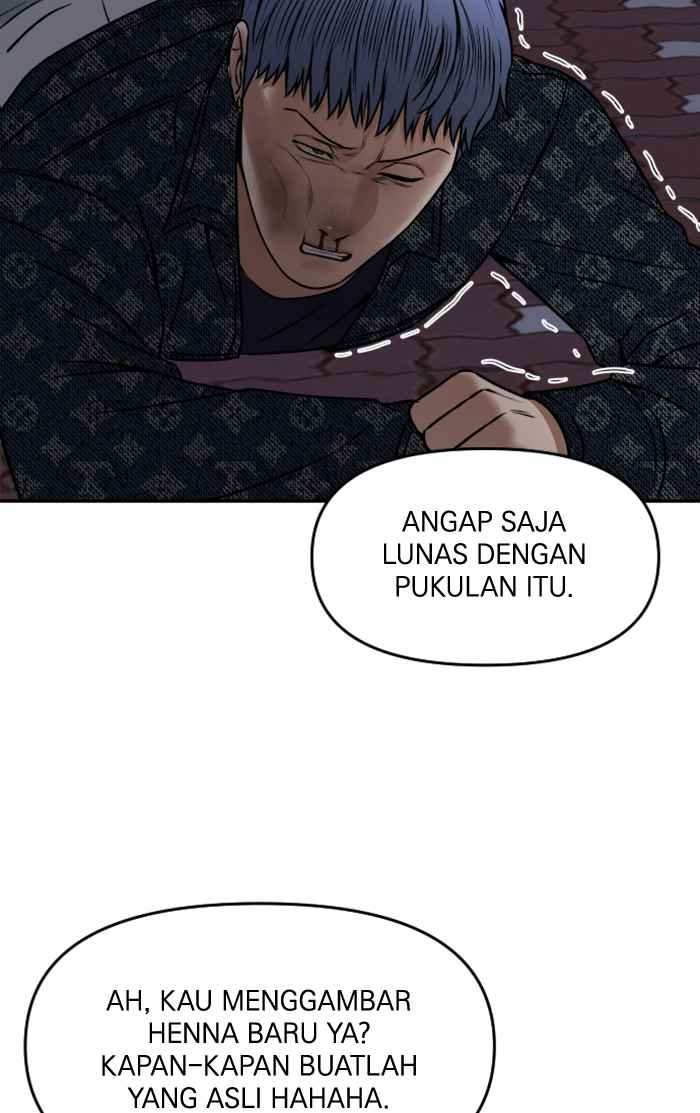 ANGAP SAJA
LUNAS DENGAN
PUKULAN ITU.
AH, KAU MENGGAMBAR
HENNA BARU YA?
KAPAN-KAPAN BUATLAH
YANG ASLI HAHAHA.